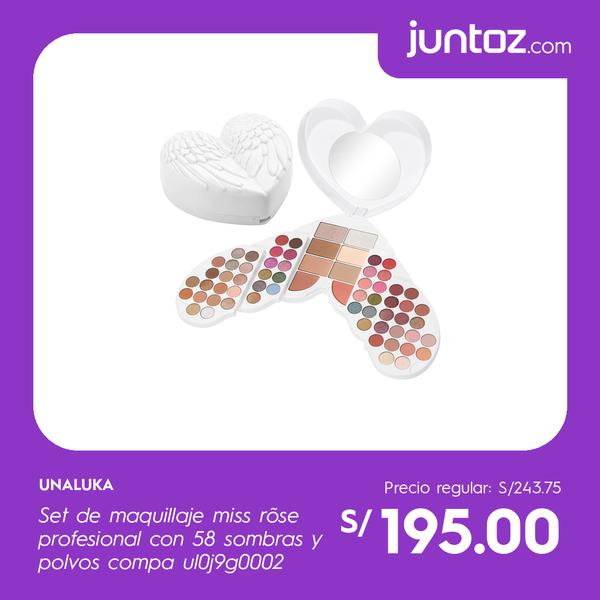 juntoz.com
UNALUKA
Set de maquillaje miss rõse
profesional con 58 sombras y
polvos compa ul0j9g0002
Precio regular: S/243.75
S/195.00